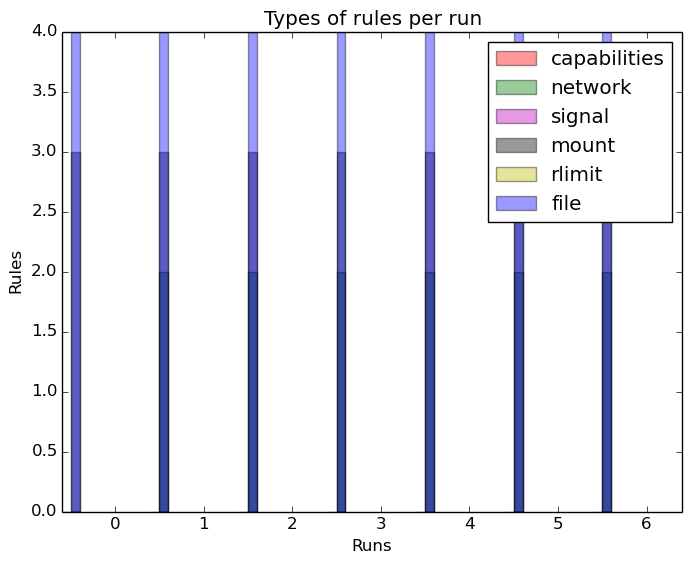 Types of rules per run
4.0
3.5
3.0
2.5
2.0
1.5
1.0
0.5
0.0
Rules
capabilities
network
signal
mount
rlimit
file
0 1 2 3 4 5 6
Runs